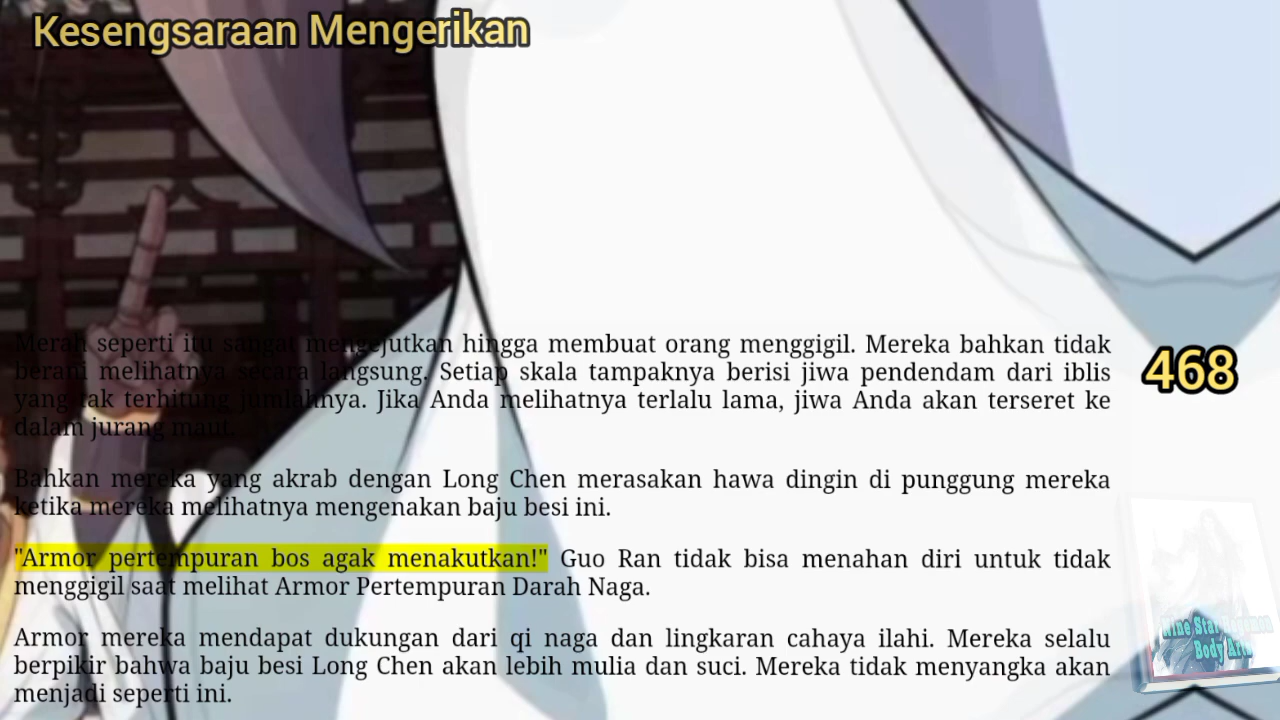 Kesengsaraan Mengerikan
Merah seperti itu sangat mengejutkan hingga membuat orang menggigil. Mereka bahkan tidak
berani melihatnya secara langsung. Setiap skala tampaknya berisi jiwa pendendam dari iblis
yang tak terhitung jumlahnya. Jika Anda melihatnya terlalu lama, jiwa Anda akan terseret ke
dalam jurang maut.
468
Bahkan mereka yang akrab dengan Long Chen merasakan hawa dingin di punggung mereka
ketika mereka melihatnya mengenakan baju besi ini.
"Armor pertempuran bos agak menakutkan!" Guo Ran tidak bisa menahan diri untuk tidak
menggigil saat melihat Armor Pertempuran Darah Naga.
Armor mereka mendapat dukungan dari qi naga dan lingkaran cahaya ilahi. Mereka selalu
berpikir bahwa baju besi Long Chen akan lebih mulia dan suci. Mereka tidak menyangka akan
menjadi seperti ini.
Nine Star Hegemon
Body Arts